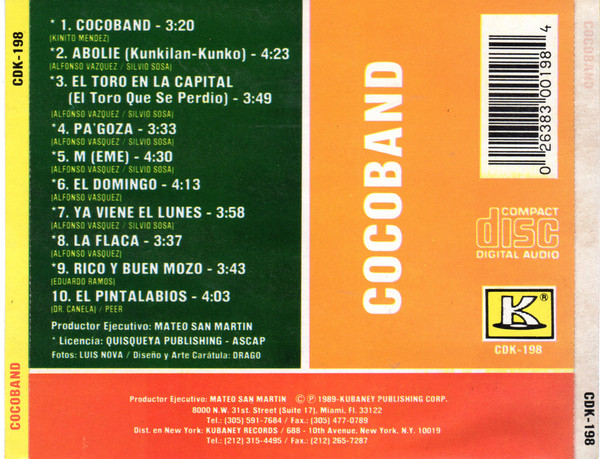 CDK-198
COCOBAND
* 1. COCOBAND - 3:20
(KINITO MENDEZ)
*2. ABOLIE (Kunkilan-Kunko) - 4:23
(ALFONSO VAZQUEZ / SILVIO SOSA)
*3. EL TORO EN LA CAPITAL
(El Toro Que Se Perdio) - 3:49
(ALFONSO VAZQUEZ / SILVIO SOSA)
*4. PA'GOZA - 3:33
(ALFONSO VASQUEZ / SILVIO SOSA)
*5. M (EME) - 4:30
(ALFONSO VASQUEZ / SILVIO SOSA)
*6. EL DOMINGO - 4:13
(ALFONSO VASQUEZ)
*7. YA VIENE EL LUNES - 3:58
(ALFONSO VASQUEZ / SILVIO SOSA)
*8. LA FLACA - 3:37
(ALFONSO VASQUEZ)
*9. RICO Y BUEN MOZO - 3:43
(EDUARDO RAMOS)
10. EL PINTALABIOS - 4:03
(DR. CANELA) / PEER
Productor Ejecutivo: MATEO SAN MARTIN
* Licencia: QUISQUEYA PUBLISHING - ASCAP
Fotos: LUIS NOVA / Diseño y Arte Carátula: DRAGO
COCOBAND
0 26383 00198 4
COMPACT
disc
DIGITAL AUDIO
K®
CDK-198
Productor Ejecutivo: MATEO SAN MARTIN © ℗ 1989-KUBANEY PUBLISHING CORP.
8000 N.W. 31st. Street (Suite 17), Miami, Fl. 33122
Tel.: (305) 591-7684 / Fax.: (305) 477-0789
Dist. en New York: KUBANEY RECORDS / 688 - 10th Avenue, New York, N.Y. 10019
Tel.: (212) 315-4495 / Fax.: (212) 265-7287
COCOBAND
CDK-198